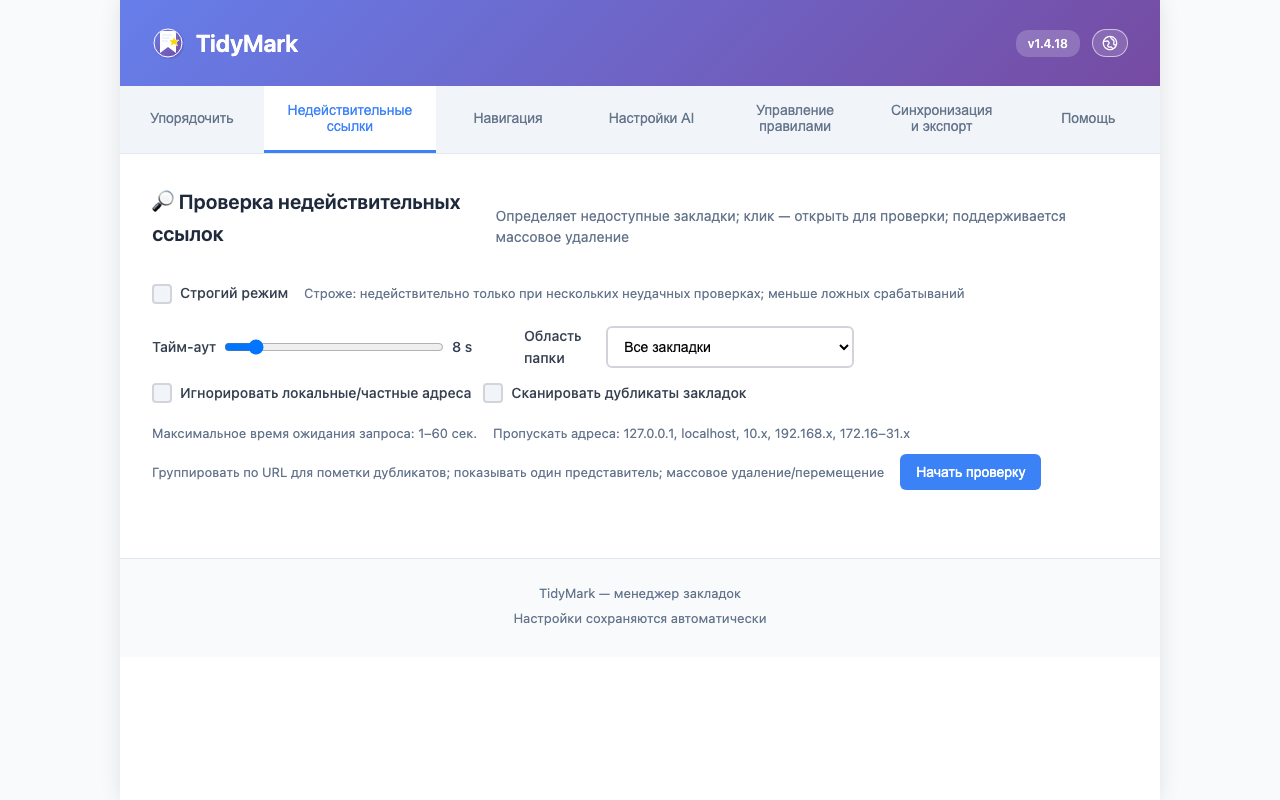 TidyMark
v1.4.18
Упорядочить
Недействительные
ссылки
Навигация
Настройки AI
Управление
правилами
Синхронизация
и экспорт
Помощь
🔎 Проверка недействительных
ссылок
Определяет недоступные закладки; клик — открыть для проверки; поддерживается
массовое удаление
Строгий режим
Строже: недействительно только при нескольких неудачных проверках; меньше ложных срабатываний
Тайм-аут
8 s
Область
папки
Все закладки
Игнорировать локальные/частные адреса
Сканировать дубликаты закладок
Максимальное время ожидания запроса: 1–60 сек.
Пропускать адреса: 127.0.0.1, localhost, 10.x, 192.168.x, 172.16–31.x
Группировать по URL для пометки дубликатов; показывать один представитель; массовое удаление/перемещение
Начать проверку
TidyMark — менеджер закладок
Настройки сохраняются автоматически